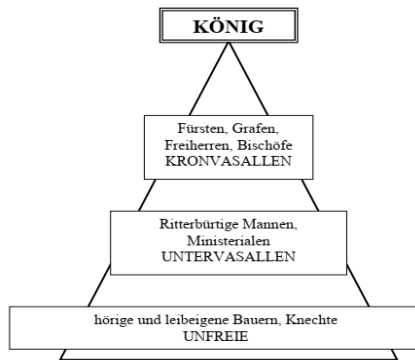 KÖNIG
Fürsten, Grafen,
Freiherren, Bischöfe
KRONVASALLEN
Ritterbürtige Mannen,
Ministerialen
UNTERVASALLEN
hörige und leibeigene Bauern, Knechte
UNFREIE